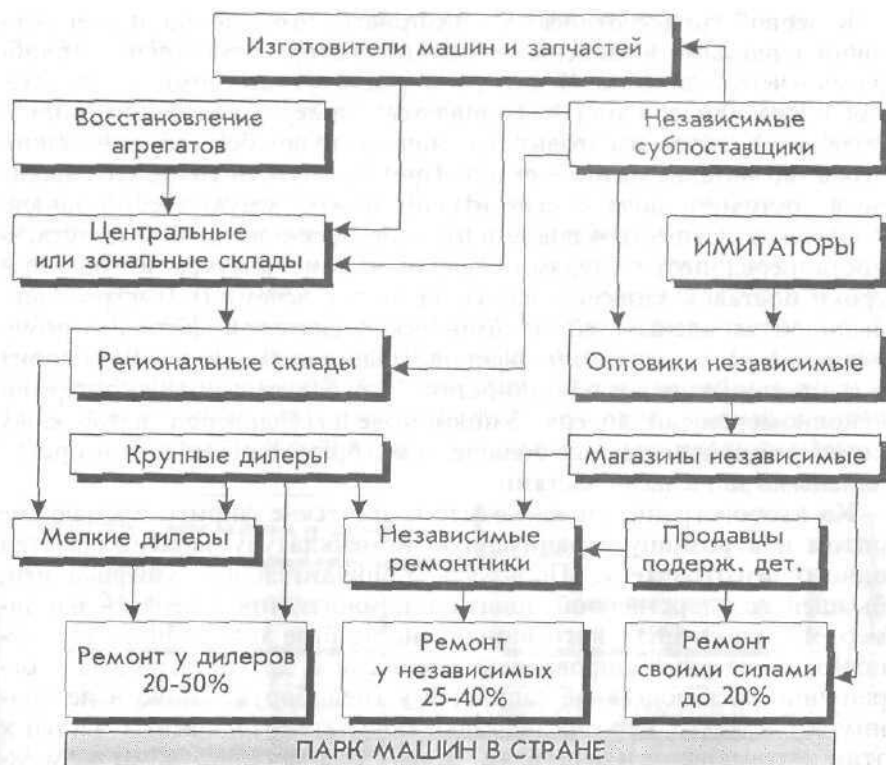 Изготовители машин и запчастей
Восстановление
агрегатов
Независимые
субпоставщики
Центральные
или зональные склады
ИМИТАТОРЫ
Региональные склады
Оптовики независимые
Крупные дилеры
Магазины независимые
Мелкие дилеры
Независимые
ремонтники
Продавцы
подерж. дет.
Ремонт у дилеров
20-50%
Ремонт
у независимых
25-40%
Ремонт
своими силами
до 20%
ПАРК МАШИН В СТРАНЕ